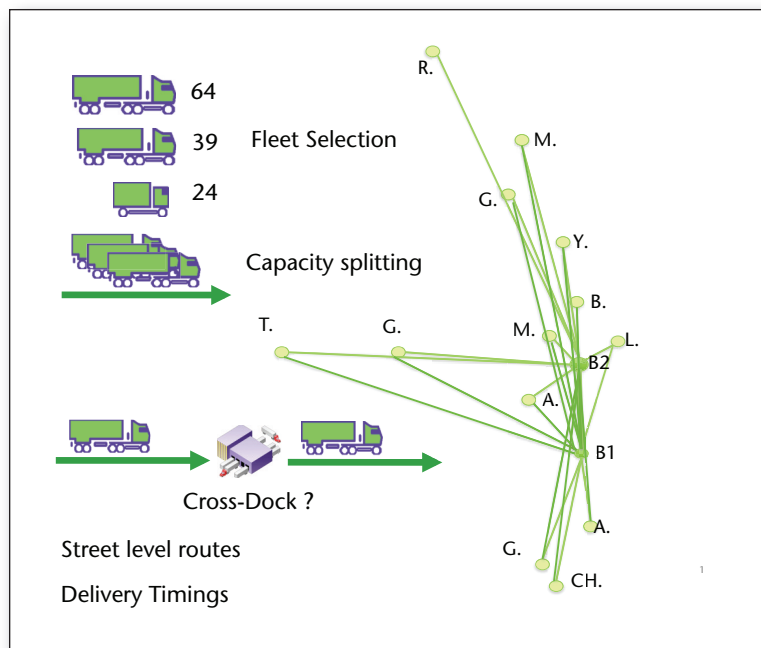 64
39
Fleet Selection
24
Capacity splitting
Cross-Dock ?
Street level routes
Delivery Timings
R.
M.
G.
Y.
B.
T.
G.
M.
L.
B2
A.
B1
A.
G.
CH.
1